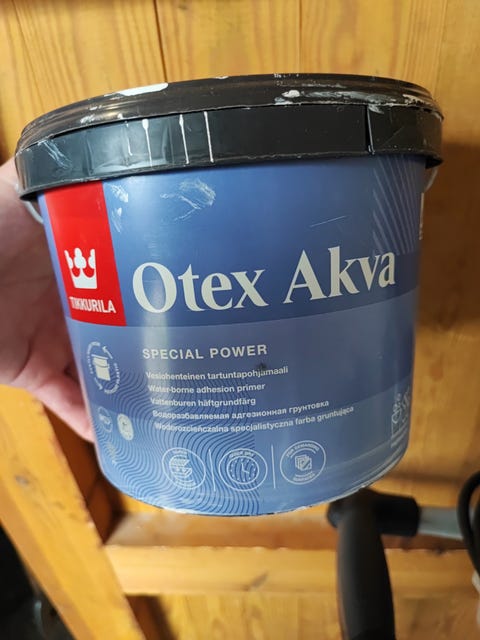 TIKKURILA
Otex Akva
SPECIAL POWER
Vesiohenteinen tartuntapohjamaali
Water-borne adhesion primer
Vattenburen häftgrundfärg
Водоразбавляемая адгезионная грунтовка
Wodorozcieńczalna specjalistyczna farba gruntująca